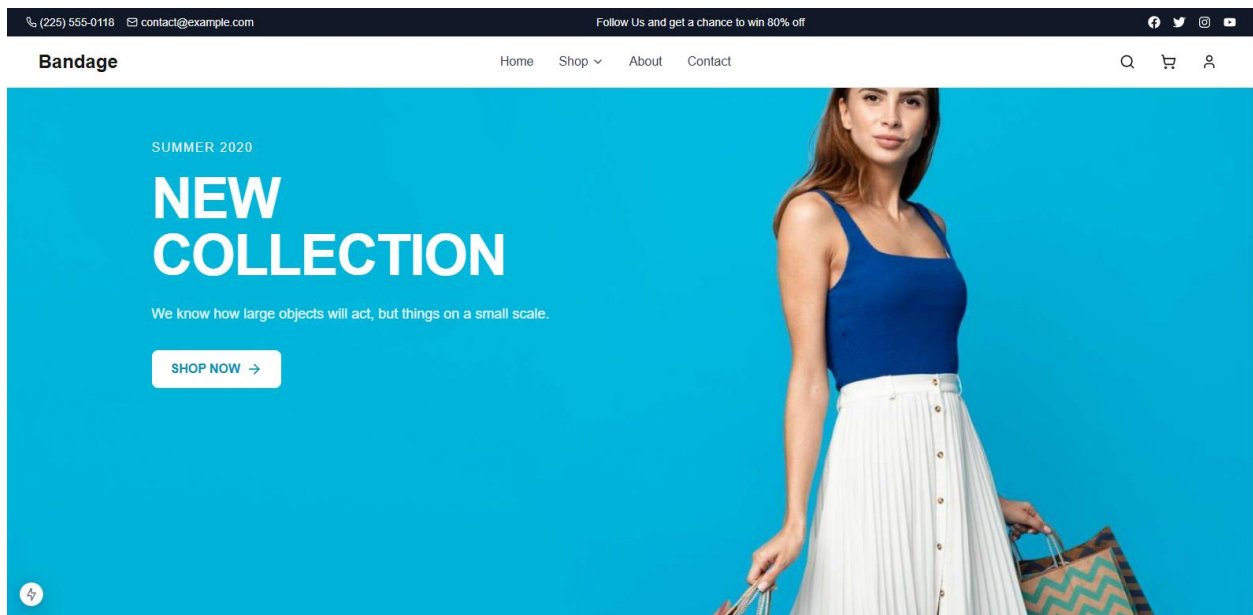 (225) 555-0118 contact@example.com Follow Us and get a chance to win 80% off
Bandage Home Shop About Contact
SUMMER 2020
NEW
COLLECTION
We know how large objects will act, but things on a small scale.
SHOP NOW